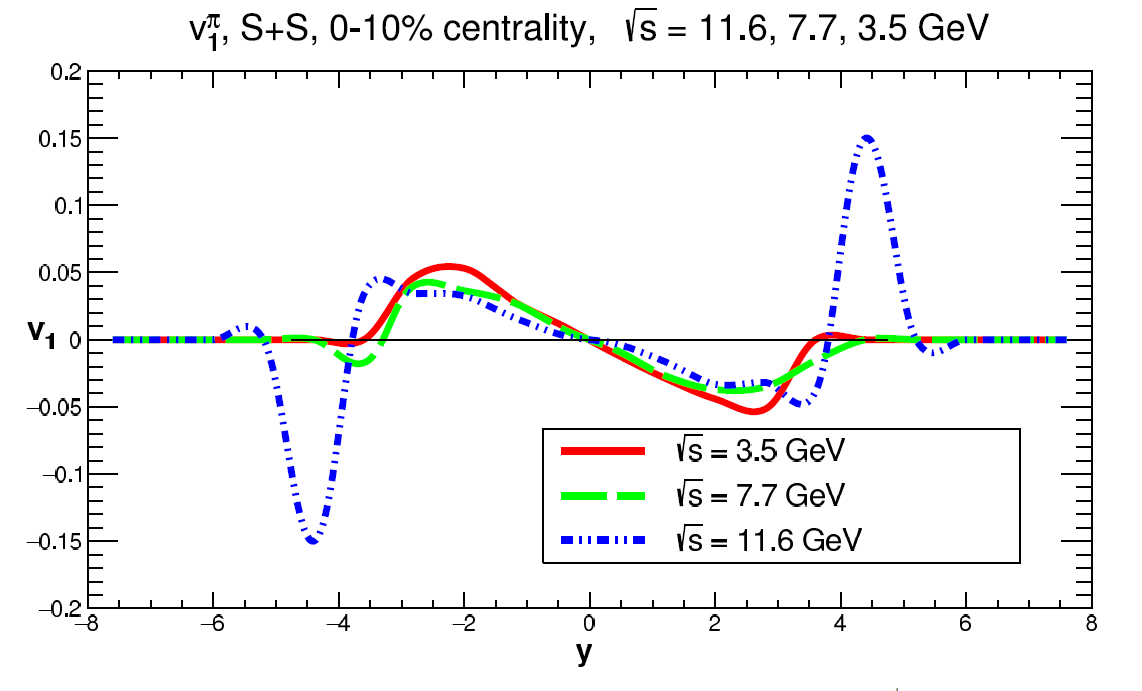 v₁^π, S+S, 0-10% centrality, √s = 11.6, 7.7, 3.5 GeV
0.2
0.15
0.1
0.05
v₁ 0
−0.05
−0.1
−0.15
−0.2
√s = 3.5 GeV
√s = 7.7 GeV
√s = 11.6 GeV
−8 −6 −4 −2 0 2 4 6 8
y